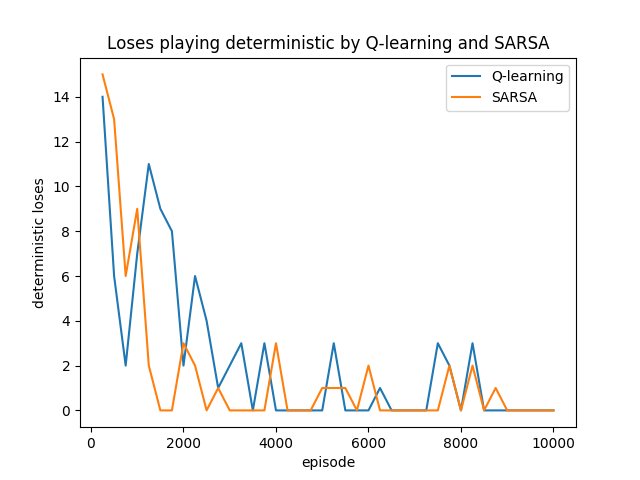 Loses playing deterministic by Q-learning and SARSA
Q-learning
SARSA
deterministic loses
14
12
10
8
6
4
2
0
0 2000 4000 6000 8000 10000
episode